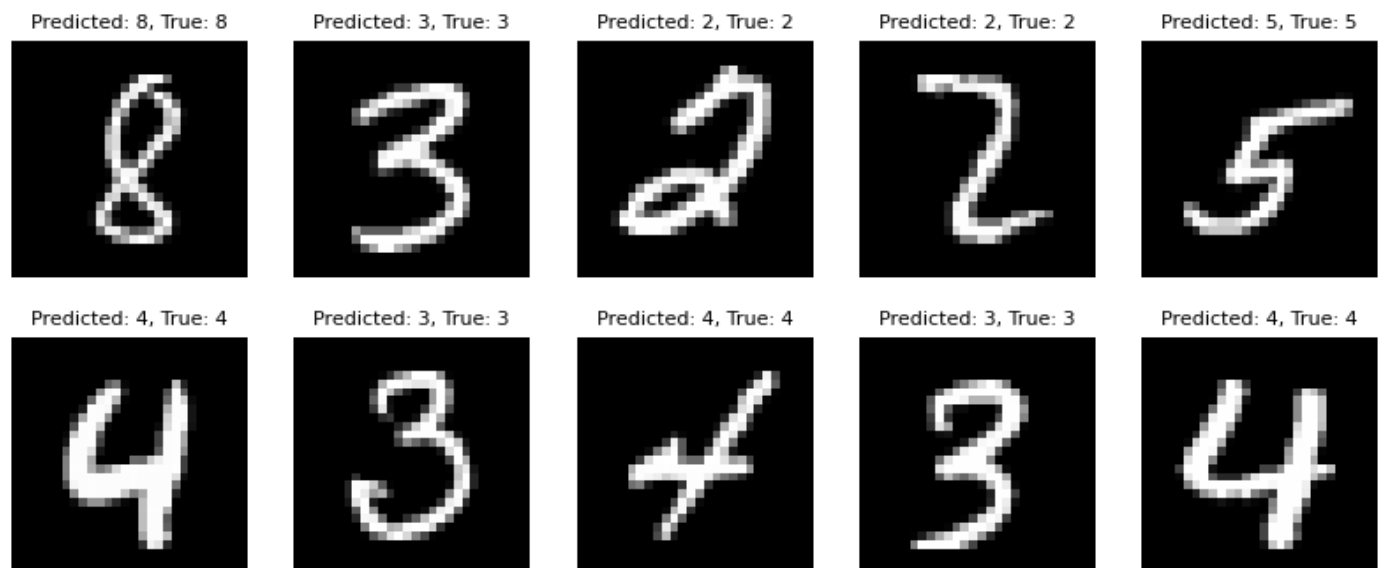 Predicted: 8, True: 8
Predicted: 3, True: 3
Predicted: 2, True: 2
Predicted: 2, True: 2
Predicted: 5, True: 5
8
3
2
2
5
Predicted: 4, True: 4
Predicted: 3, True: 3
Predicted: 4, True: 4
Predicted: 3, True: 3
Predicted: 4, True: 4
4
3
4
3
4